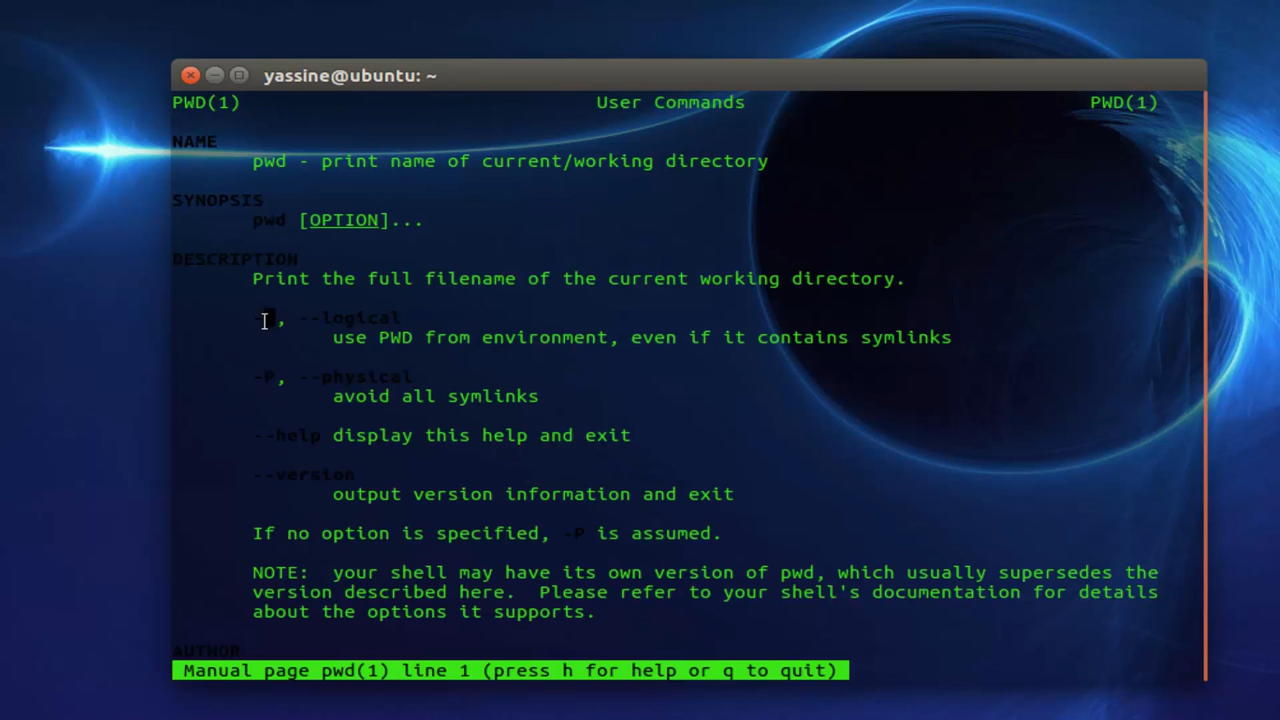 yassine@ubuntu: ~
PWD(1) User Commands PWD(1)
NAME
pwd - print name of current/working directory
SYNOPSIS
pwd [OPTION]...
DESCRIPTION
Print the full filename of the current working directory.
-, --logical
use PWD from environment, even if it contains symlinks
-P, --physical
avoid all symlinks
--help display this help and exit
--version
output version information and exit
If no option is specified, -P is assumed.
NOTE: your shell may have its own version of pwd, which usually supersedes the
version described here. Please refer to your shell's documentation for details
about the options it supports.
AUTHOR
Manual page pwd(1) line 1 (press h for help or q to quit)